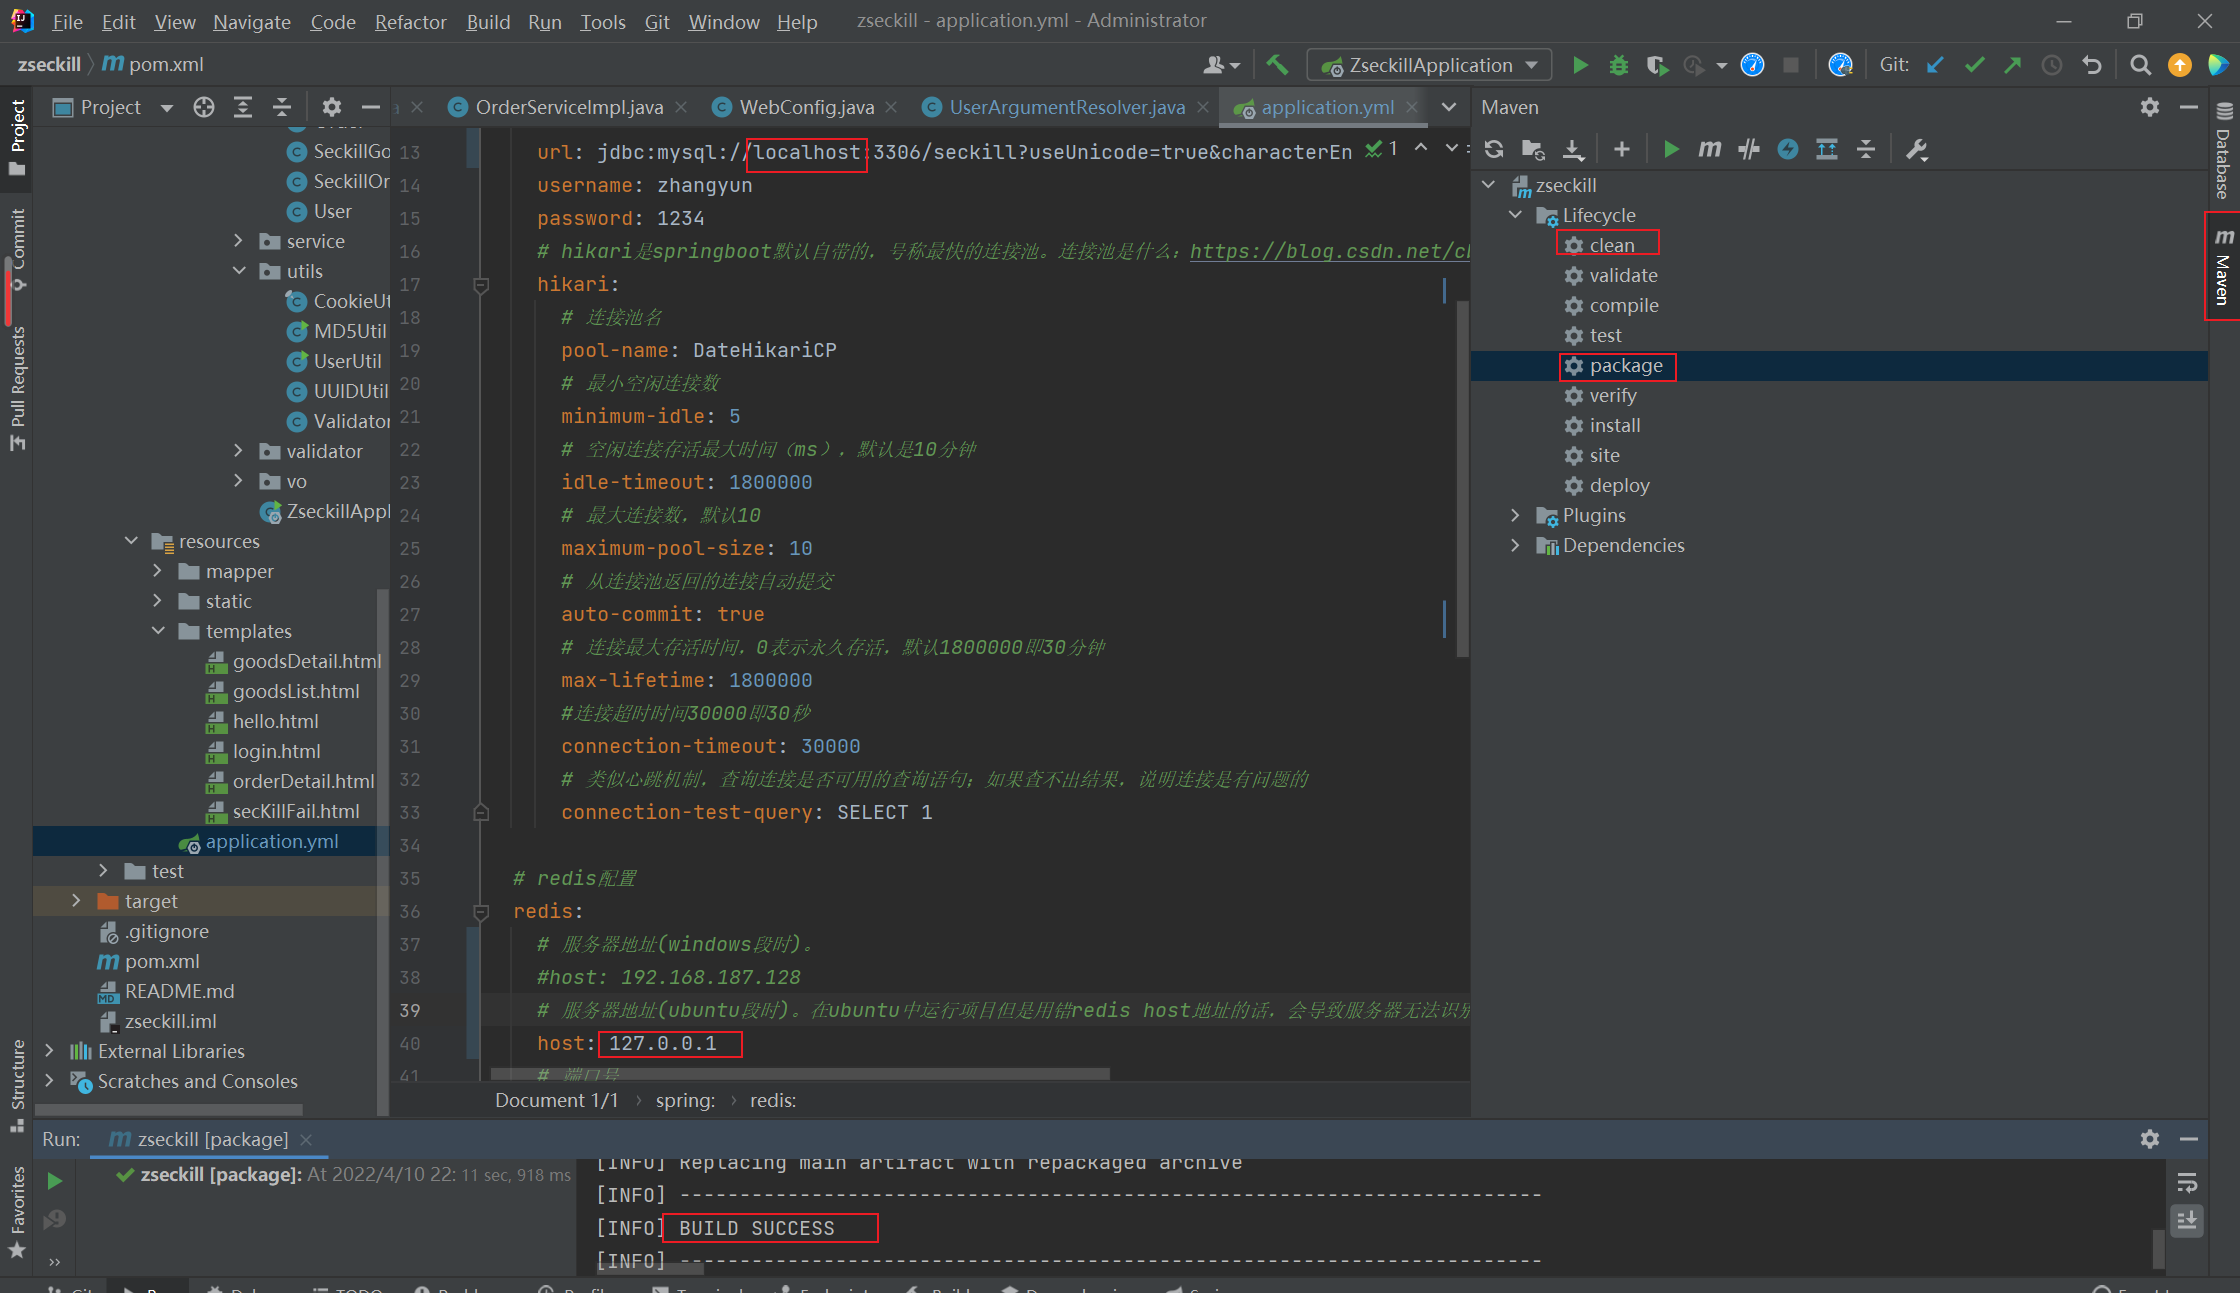 File Edit View Navigate Code Refactor Build Run Tools Git Window Help zseckill - application.yml - Administrator
zseckill pom.xml
ZseckillApplication
Git:
Project
OrderServiceImpl.java
WebConfig.java
UserArgumentResolver.java
application.yml
Maven
Project
Commit
Pull Requests
Structure
Favorites
SeckillGo
SeckillOr
User
service
utils
CookieUt
MD5Util
UserUtil
UUIDUtil
Validator
validator
vo
ZseckillAppl
resources
mapper
static
templates
goodsDetail.html
goodsList.html
hello.html
login.html
orderDetail.html
secKillFail.html
application.yml
test
target
.gitignore
pom.xml
README.md
zseckill.iml
External Libraries
Scratches and Consoles
13 url: jdbc:mysql://localhost:3306/seckill?useUnicode=true&characterEn 1
14 username: zhangyun
15 password: 1234
16 # hikari是springboot默认自带的，号称最快的连接池。连接池是什么：https://blog.csdn.net/cb
17 hikari:
18 # 连接池名
19 pool-name: DateHikariCP
20 # 最小空闲连接数
21 minimum-idle: 5
22 # 空闲连接存活最大时间（ms），默认是10分钟
23 idle-timeout: 1800000
24 # 最大连接数，默认10
25 maximum-pool-size: 10
26 # 从连接池返回的连接自动提交
27 auto-commit: true
28 # 连接最大存活时间，0表示永久存活，默认1800000即30分钟
29 max-lifetime: 1800000
30 #连接超时时间30000即30秒
31 connection-timeout: 30000
32 # 类似心跳机制，查询连接是否可用的查询语句；如果查不出结果，说明连接是有问题的
33 connection-test-query: SELECT 1
34
35 # redis配置
36 redis:
37 # 服务器地址(windows段时)。
38 #host: 192.168.187.128
39 # 服务器地址(ubuntu段时)。在ubuntu中运行项目但是用错redis host地址的话，会导致服务器无法识别
40 host: 127.0.0.1
41 # 端口号
Document 1/1 spring: redis:
zseckill
Lifecycle
clean
validate
compile
test
package
verify
install
site
deploy
Plugins
Dependencies
Database
Maven
Run: zseckill [package]
zseckill [package]: At 2022/4/10 22: 11 sec, 918 ms
[INFO] Replacing main artifact with repackaged archive
[INFO] ------------------------------------------------------------------------
[INFO] BUILD SUCCESS
[INFO] ------------------------------------------------------------------------